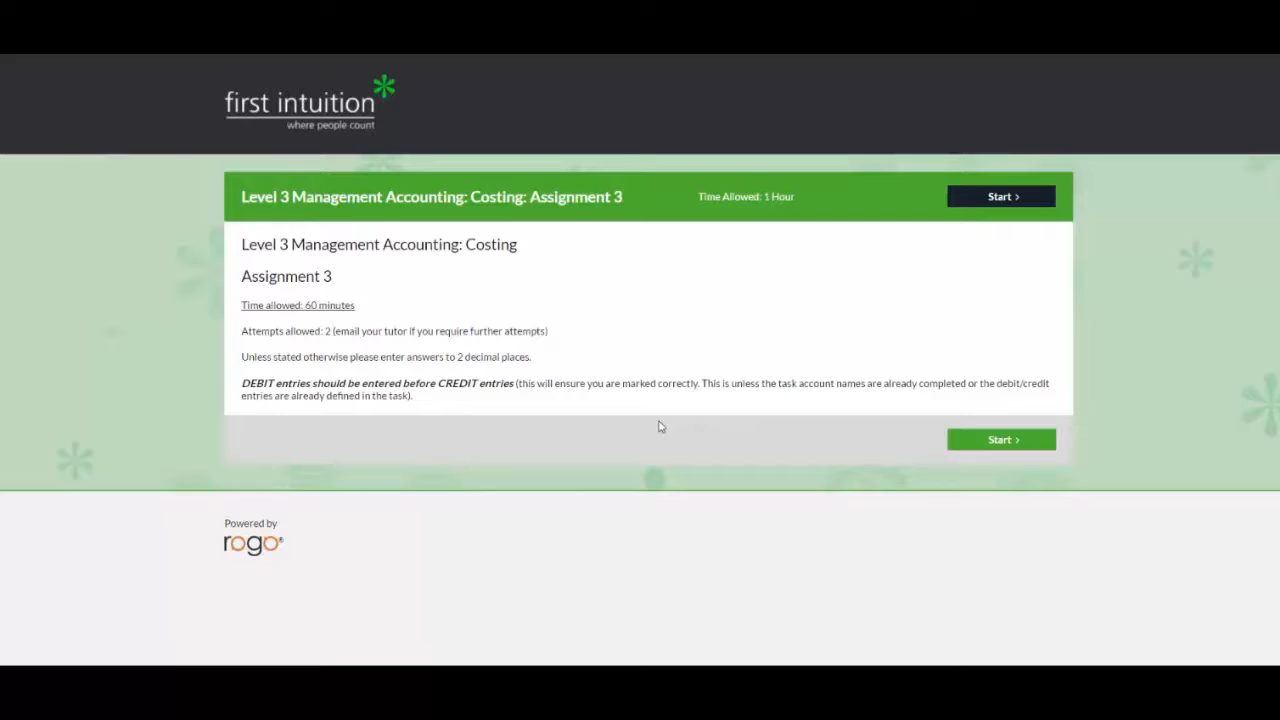 first intuition
where people count
Level 3 Management Accounting: Costing: Assignment 3
Time Allowed: 1 Hour
Start >
Level 3 Management Accounting: Costing
Assignment 3
Time allowed: 60 minutes
Attempts allowed: 2 (email your tutor if you require further attempts)
Unless stated otherwise please enter answers to 2 decimal places.
DEBIT entries should be entered before CREDIT entries (this will ensure you are marked correctly. This is unless the task account names are already completed or the debit/credit
entries are already defined in the task).
Start >
Powered by
rogo®